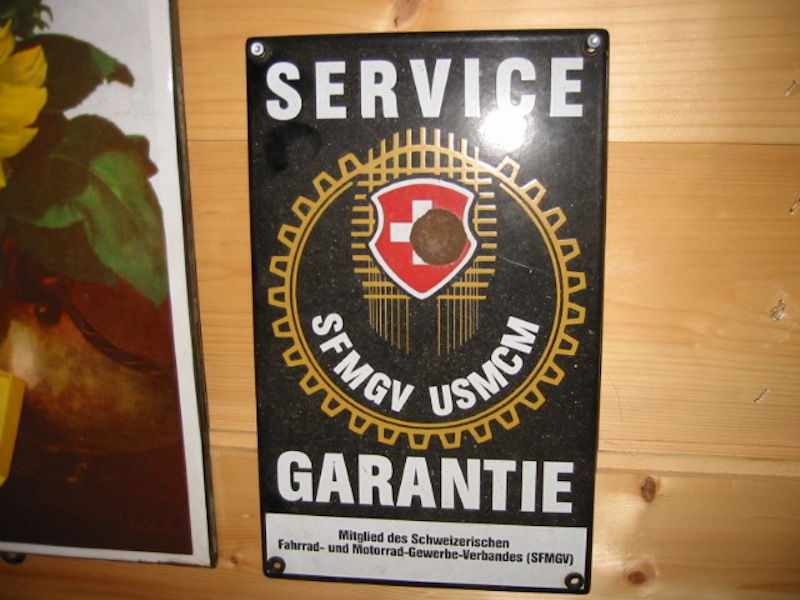 SERVICE
SFMGV USMCM
GARANTIE
Mitglied des Schweizerischen
Fahrrad- und Motorrad-Gewerbe-Verbandes (SFMGV)